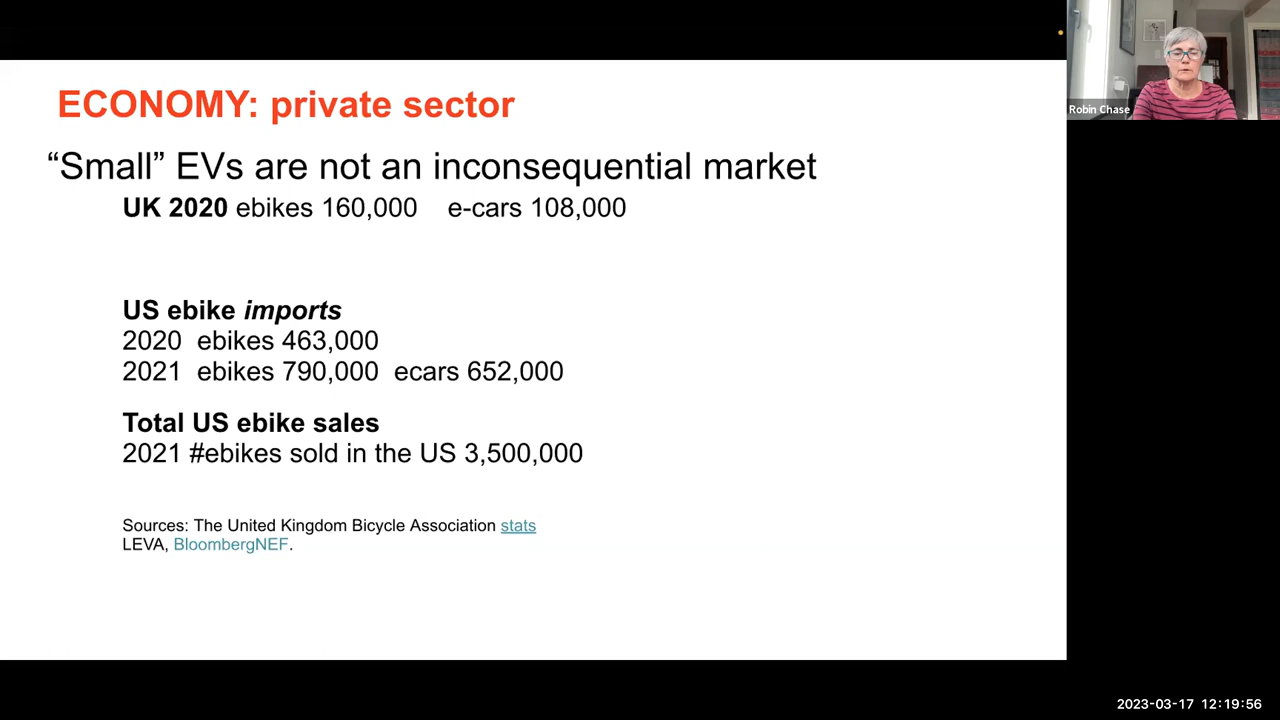 ECONOMY: private sector
“Small” EVs are not an inconsequential market
UK 2020 ebikes 160,000 e-cars 108,000
US ebike imports
2020 ebikes 463,000
2021 ebikes 790,000 ecars 652,000
Total US ebike sales
2021 #ebikes sold in the US 3,500,000
Sources: The United Kingdom Bicycle Association stats
LEVA, BloombergNEF.
Robin Chase
2023-03-17 12:19:56